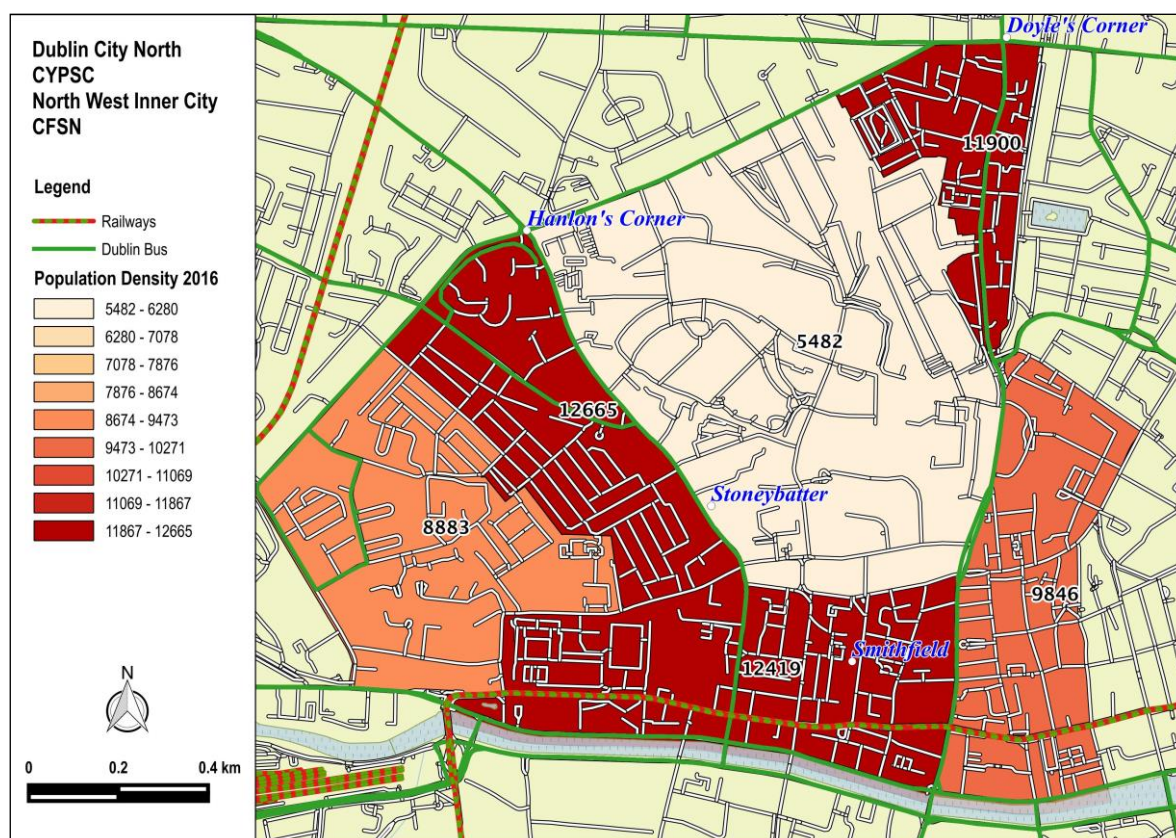 Dublin City North
CYPSC
North West Inner City
CFSN
Legend
Railways
Dublin Bus
Population Density 2016
5482 - 6280
6280 - 7078
7078 - 7876
7876 - 8674
8674 - 9473
9473 - 10271
10271 - 11069
11069 - 11867
11867 - 12665
N
0 0.2 0.4 km
Doyle's Corner
11900
Hanlon's Corner
5482
12665
Stoneybatter
8883
9846
Smithfield
12419